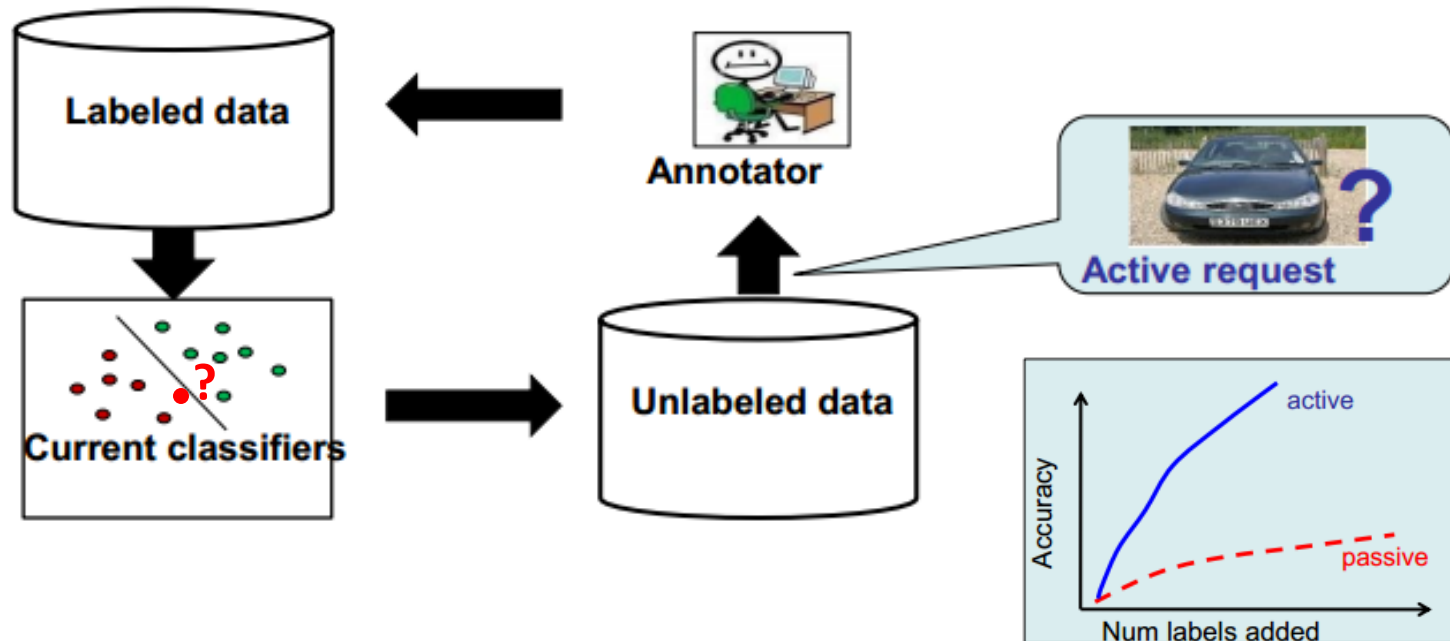 Labeled data
Annotator
?
Active request
?
Current classifiers
Unlabeled data
Accuracy
active
passive
Num labels added